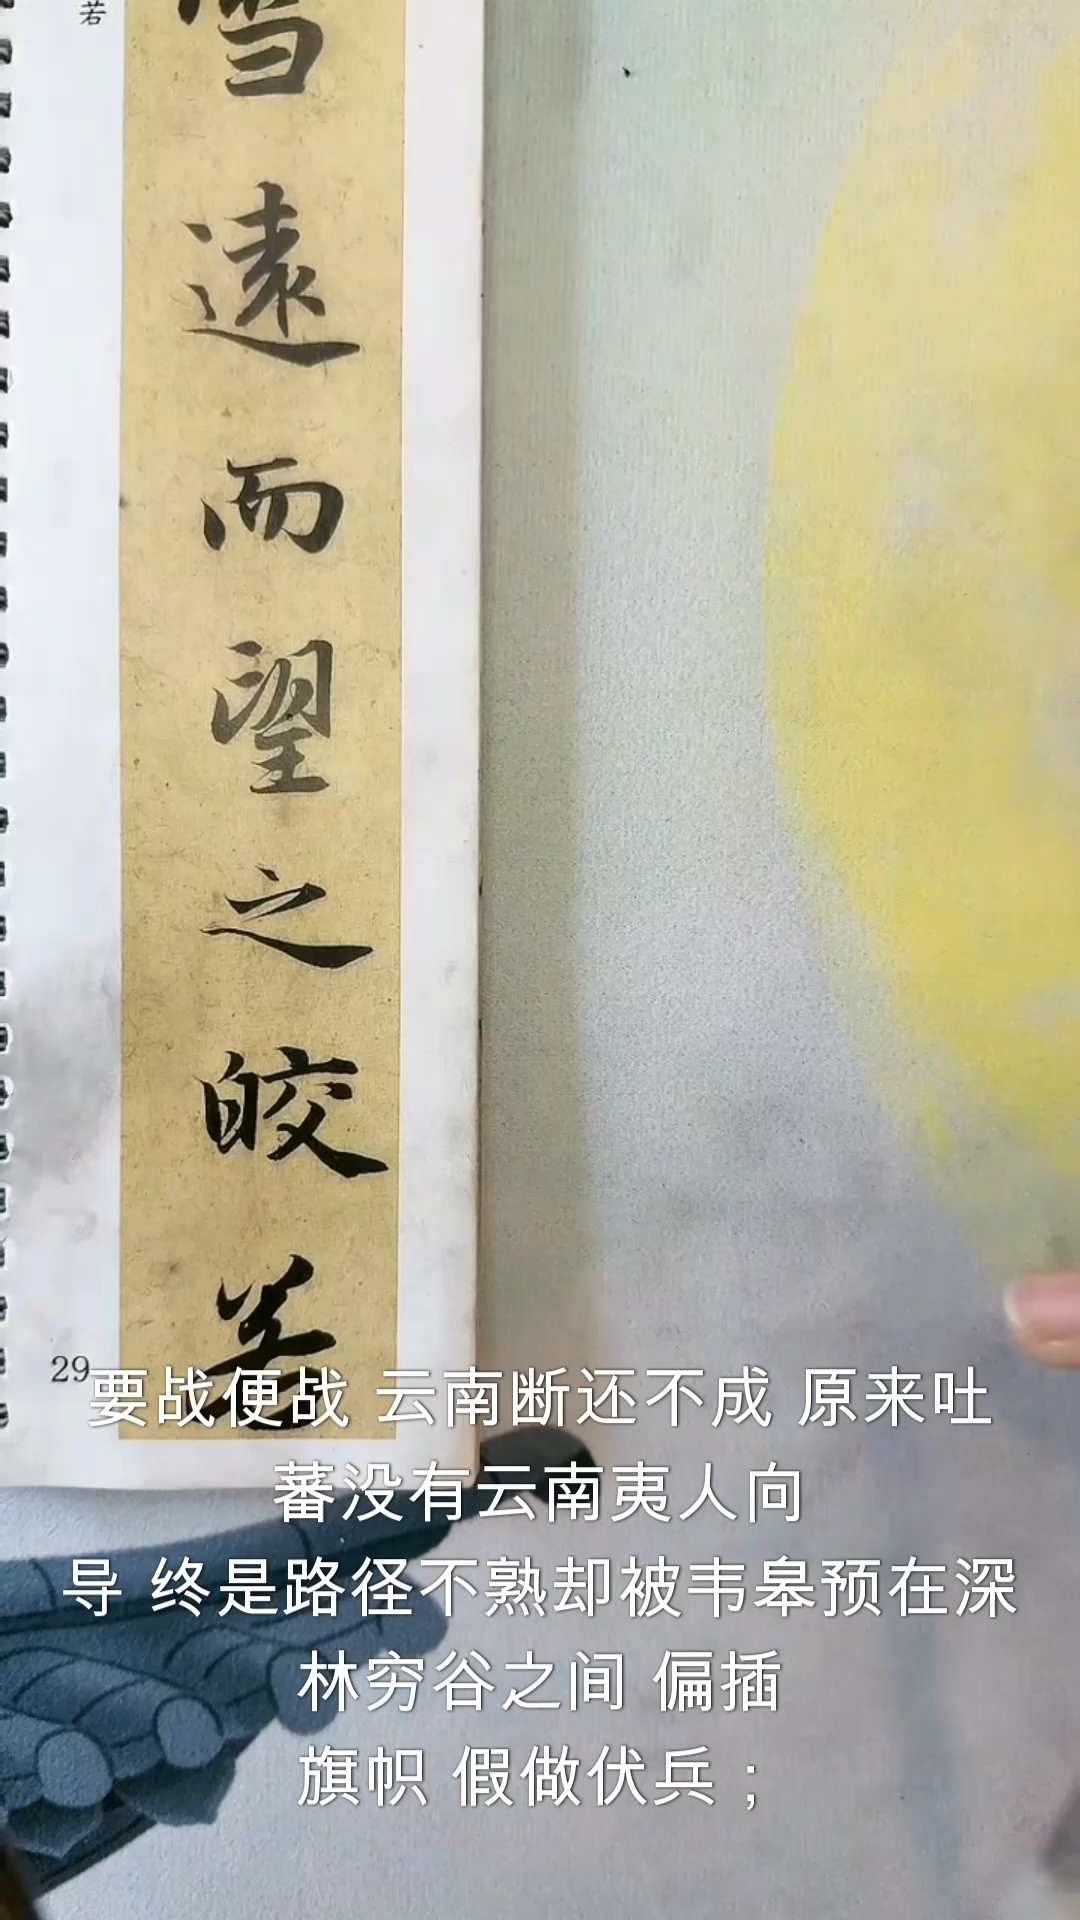 若
雪
遠
而
望
之
皎
若
29
要战便战 云南断还不成 原来吐
蕃没有云南夷人向
导 终是路径不熟却被韦皋预在深
林穷谷之间 偏插
旗帜 假做伏兵；